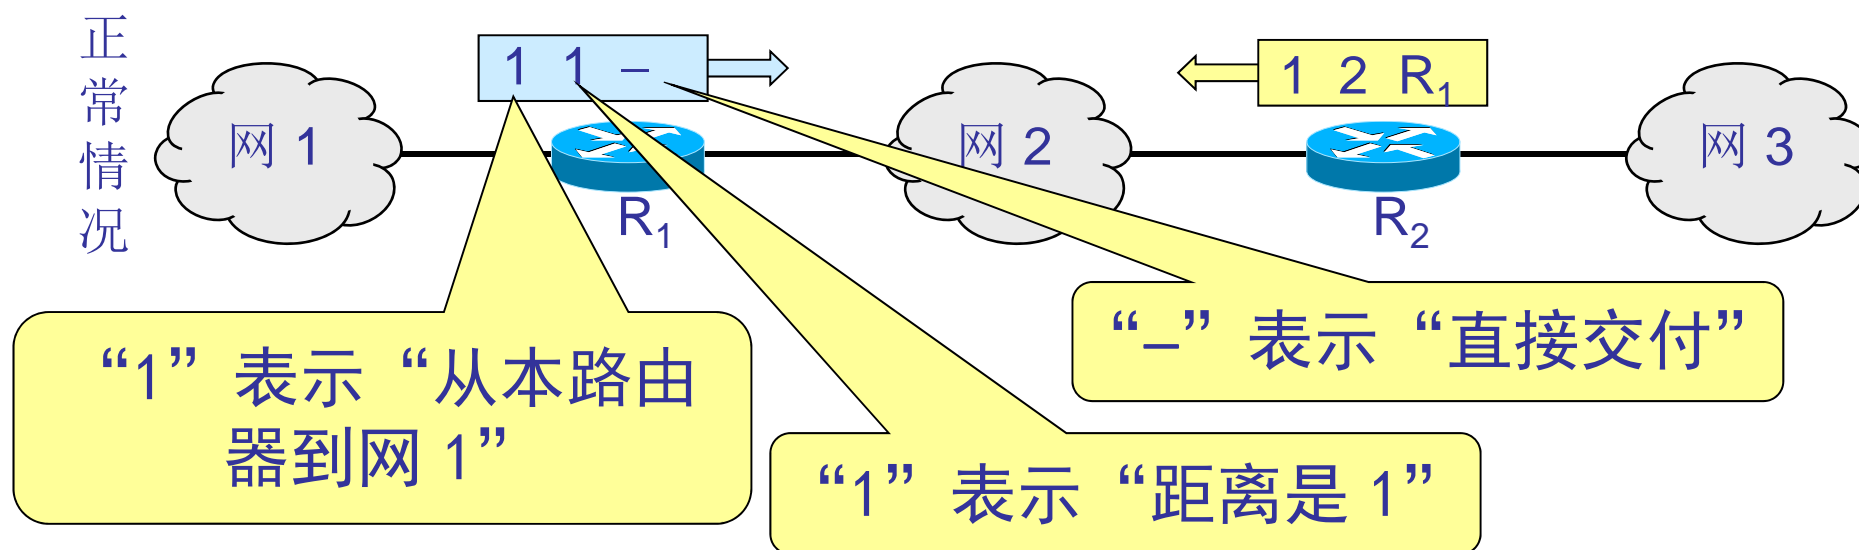 正常情况
1 1 –
1 2 R1
网 1
网 2
网 3
R1
R2
“1” 表示 “从本路由
器到网 1”
“–” 表示 “直接交付”
“1” 表示 “距离是 1”